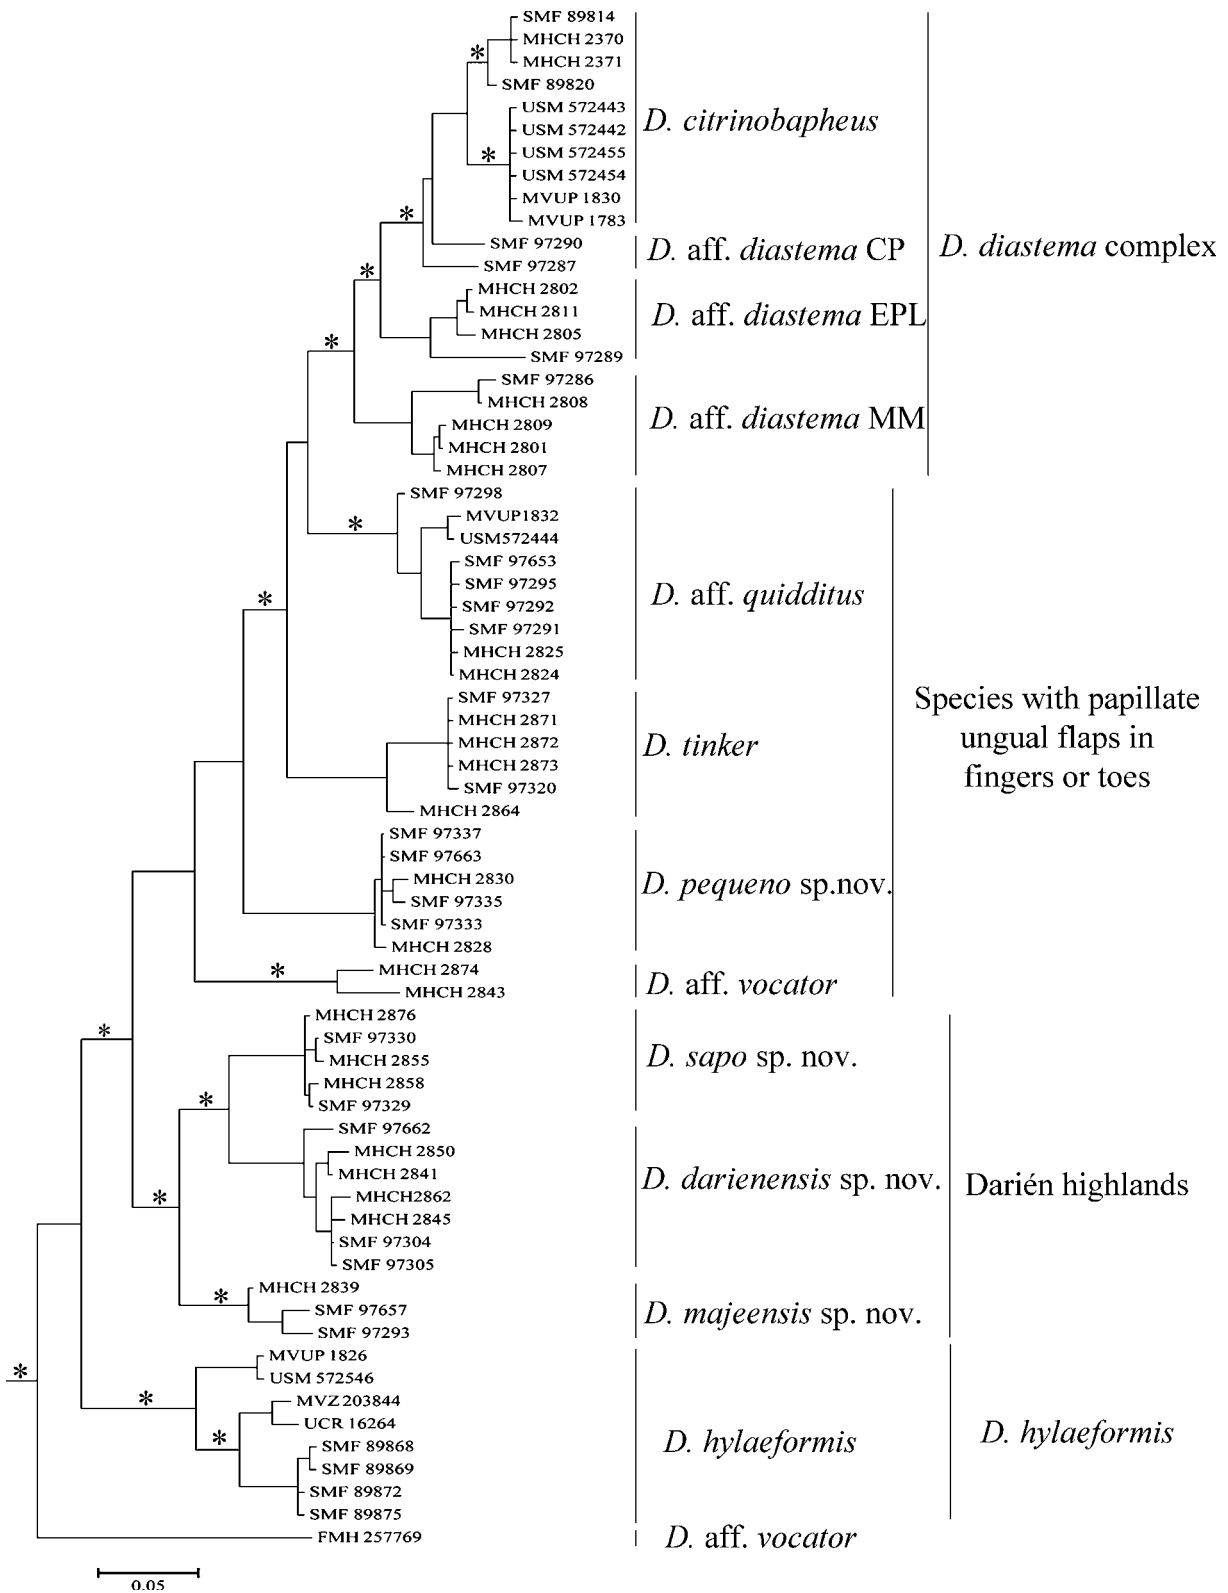 SMF 89814
MHCH 2370
MHCH 2371
SMF 89820
USM 572443
USM 572442
USM 572455
USM 572454
MVUP 1830
MVUP 1783
D. citrinobapheus
SMF 97290
SMF 97287
D. aff. diastema CP
D. diastema complex
MHCH 2802
MHCH 2811
MHCH 2805
SMF 97289
D. aff. diastema EPL
SMF 97286
MHCH 2808
MHCH 2809
MHCH 2801
MHCH 2807
D. aff. diastema MM
SMF 97298
MVUP1832
USM572444
SMF 97653
SMF 97295
SMF 97292
SMF 97291
MHCH 2825
MHCH 2824
D. aff. quidditus
SMF 97327
MHCH 2871
MHCH 2872
MHCH 2873
SMF 97320
MHCH 2864
D. tinker
Species with papillate
ungual flaps in
fingers or toes
SMF 97337
SMF 97663
MHCH 2830
SMF 97335
SMF 97333
MHCH 2828
D. pequeno sp.nov.
MHCH 2874
MHCH 2843
D. aff. vocator
MHCH 2876
SMF 97330
MHCH 2855
MHCH 2858
SMF 97329
D. sapo sp. nov.
SMF 97662
MHCH 2850
MHCH 2841
MHCH2862
MHCH 2845
SMF 97304
SMF 97305
D. darienensis sp. nov.
Darién highlands
MHCH 2839
SMF 97657
SMF 97293
D. majeensis sp. nov.
MVUP 1826
USM 572546
MVZ 203844
UCR 16264
SMF 89868
SMF 89869
SMF 89872
SMF 89875
D. hylaeformis
D. hylaeformis
FMH 257769
D. aff. vocator
0.05